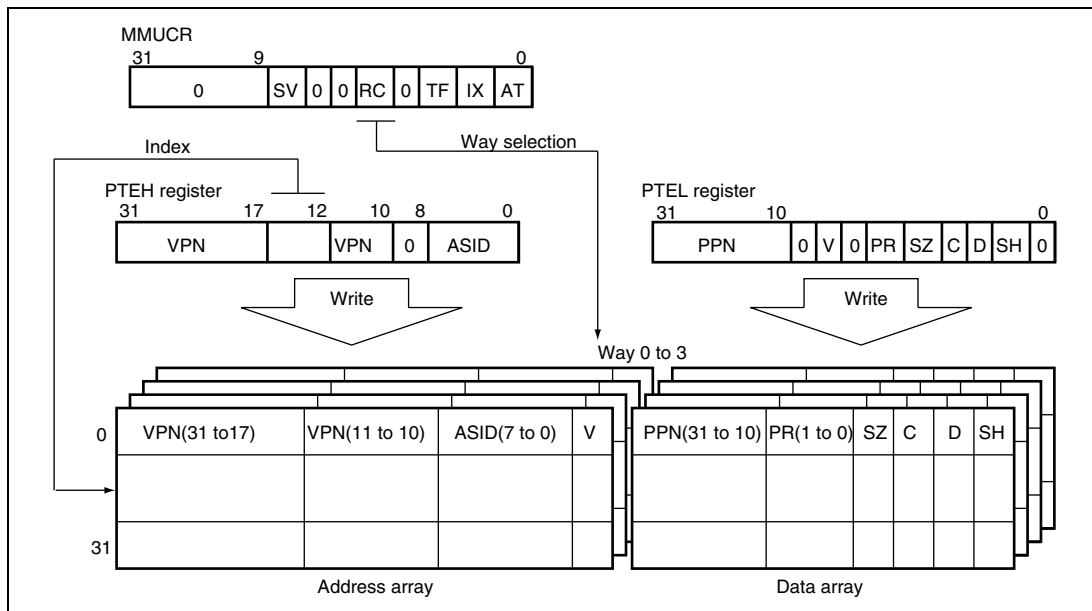 MMUCR
31 9 0
0 SV 0 0 RC 0 TF IX AT
Index
Way selection
PTEH register
31 17 12 10 8 0
VPN VPN 0 ASID
PTEL register
31 10 0
PPN 0 V 0 PR SZ C D SH 0
Write
Write
Way 0 to 3
0 VPN(31 to17) VPN(11 to 10) ASID(7 to 0) V
PPN(31 to 10) PR(1 to 0) SZ C D SH
31
Address array
Data array